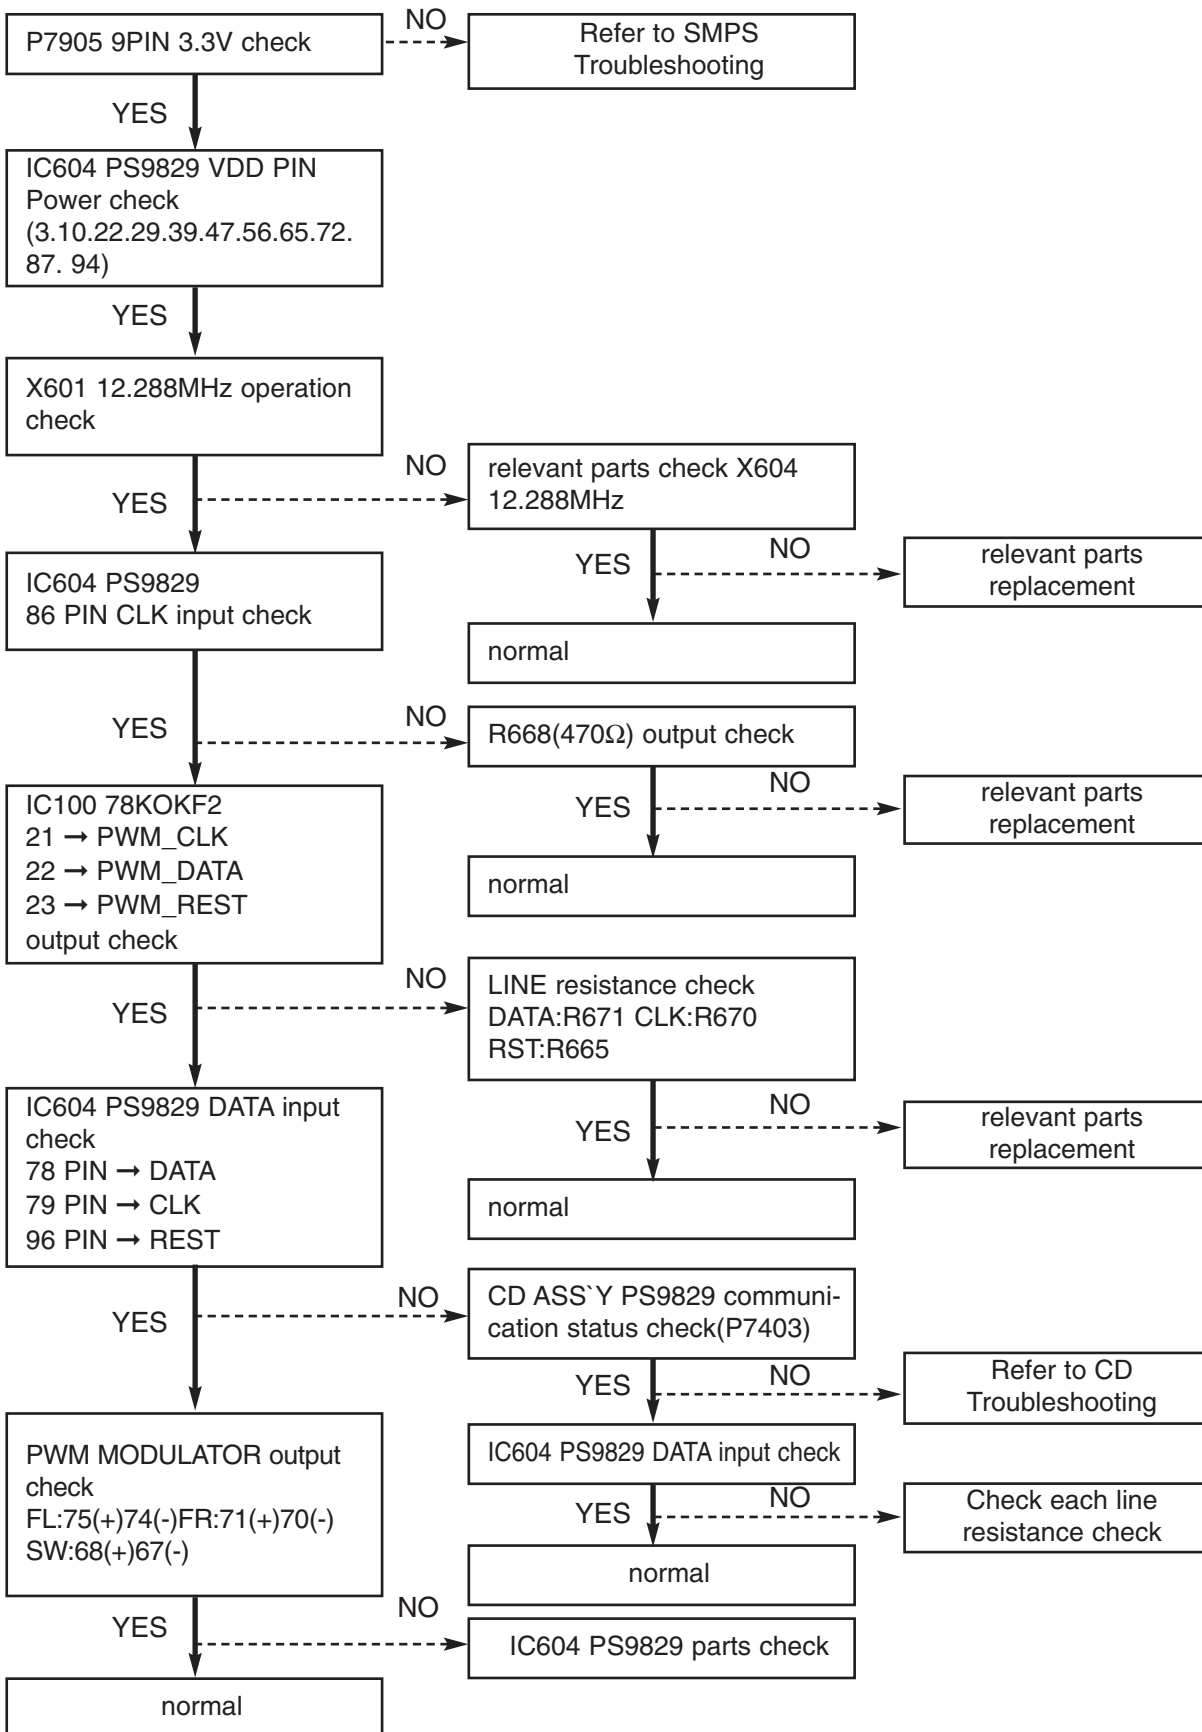 P7905 9PIN 3.3V check
NO
Refer to SMPS
Troubleshooting
YES
IC604 PS9829 VDD PIN
Power check
(3.10.22.29.39.47.56.65.72.
87. 94)
YES
X601 12.288MHz operation
check
NO
relevant parts check X604
12.288MHz
YES
YES
NO
relevant parts
replacement
IC604 PS9829
86 PIN CLK input check
normal
YES
NO
R668(470Ω) output check
YES
NO
relevant parts
replacement
IC100 78KOKF2
21 → PWM_CLK
22 → PWM_DATA
23 → PWM_REST
output check
normal
YES
NO
LINE resistance check
DATA:R671 CLK:R670
RST:R665
YES
NO
relevant parts
replacement
IC604 PS9829 DATA input
check
78 PIN → DATA
79 PIN → CLK
96 PIN → REST
normal
YES
NO
CD ASS`Y PS9829 communi-
cation status check(P7403)
YES
NO
Refer to CD
Troubleshooting
PWM MODULATOR output
check
FL:75(+)74(-)FR:71(+)70(-)
SW:68(+)67(-)
IC604 PS9829 DATA input check
YES
NO
Check each line
resistance check
normal
YES
NO
IC604 PS9829 parts check
normal